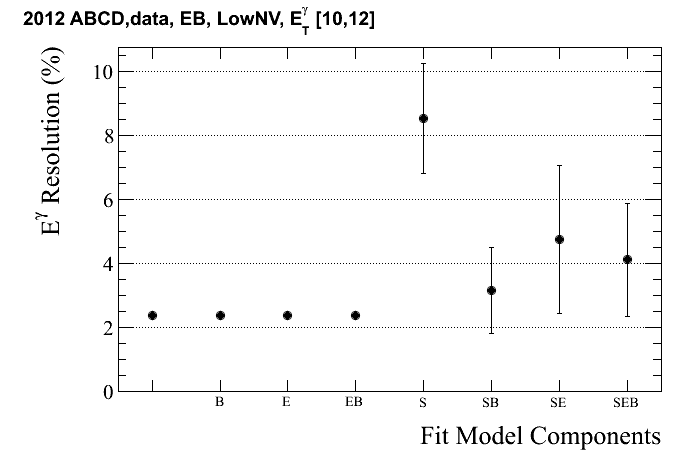 2012 ABCD,data, EB, LowNV, E_T^γ [10,12]
E^γ Resolution (%)
10
8
6
4
2
0
B E EB S SB SE SEB
Fit Model Components